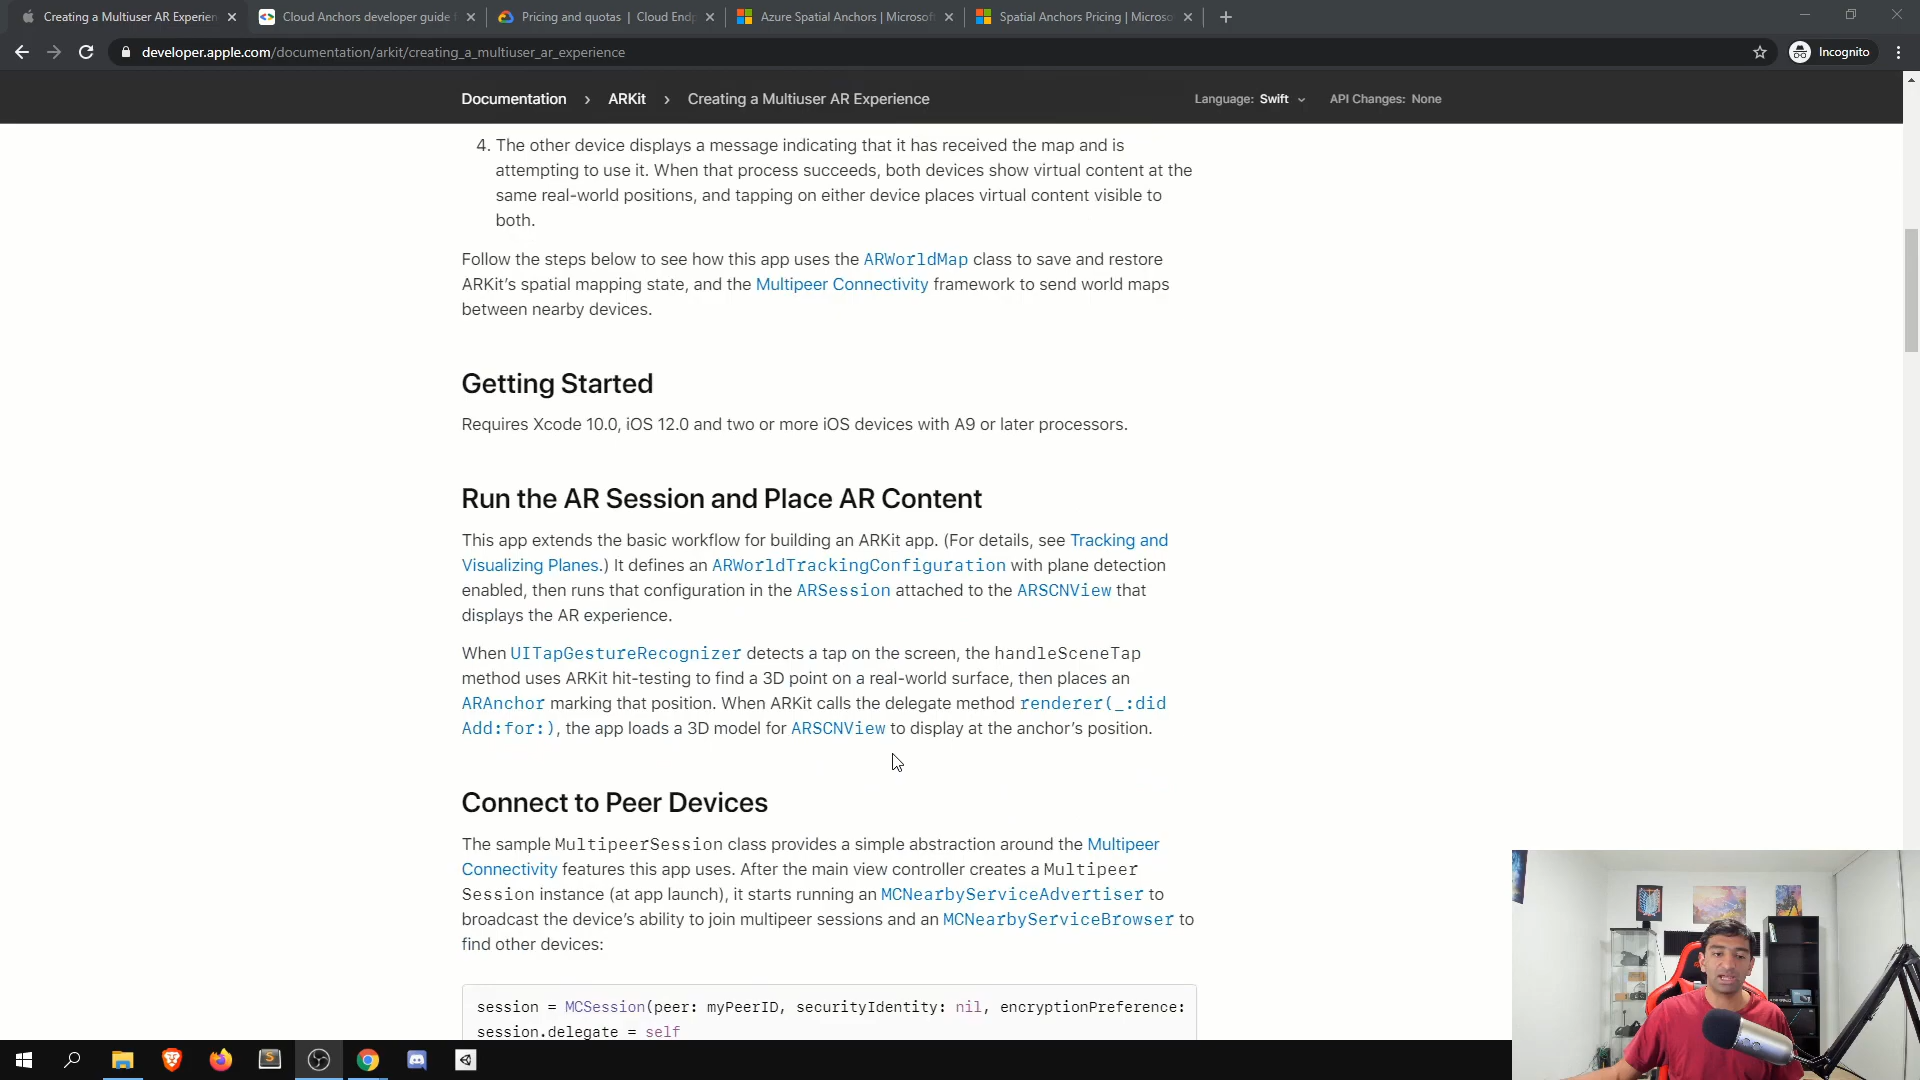 Creating a Multiuser AR Experien
Cloud Anchors developer guide f
Pricing and quotas | Cloud Endp
Azure Spatial Anchors | Microsof
Spatial Anchors Pricing | Microso
developer.apple.com/documentation/arkit/creating_a_multiuser_ar_experience
Incognito
Documentation › ARKit › Creating a Multiuser AR Experience
Language: Swift
API Changes: None
4. The other device displays a message indicating that it has received the map and is
attempting to use it. When that process succeeds, both devices show virtual content at the
same real-world positions, and tapping on either device places virtual content visible to
both.
Follow the steps below to see how this app uses the ARWorldMap class to save and restore
ARKit’s spatial mapping state, and the Multipeer Connectivity framework to send world maps
between nearby devices.
Getting Started
Requires Xcode 10.0, iOS 12.0 and two or more iOS devices with A9 or later processors.
Run the AR Session and Place AR Content
This app extends the basic workflow for building an ARKit app. (For details, see Tracking and
Visualizing Planes.) It defines an ARWorldTrackingConfiguration with plane detection
enabled, then runs that configuration in the ARSession attached to the ARSCNView that
displays the AR experience.
When UITapGestureRecognizer detects a tap on the screen, the handleSceneTap
method uses ARKit hit-testing to find a 3D point on a real-world surface, then places an
ARAnchor marking that position. When ARKit calls the delegate method renderer(_:did
Add:for:), the app loads a 3D model for ARSCNView to display at the anchor’s position.
Connect to Peer Devices
The sample MultipeerSession class provides a simple abstraction around the Multipeer
Connectivity features this app uses. After the main view controller creates a Multipeer
Session instance (at app launch), it starts running an MCNearbyServiceAdvertiser to
broadcast the device’s ability to join multipeer sessions and an MCNearbyServiceBrowser to
find other devices:
session = MCSession(peer: myPeerID, securityIdentity: nil, encryptionPreference:
session.delegate = self